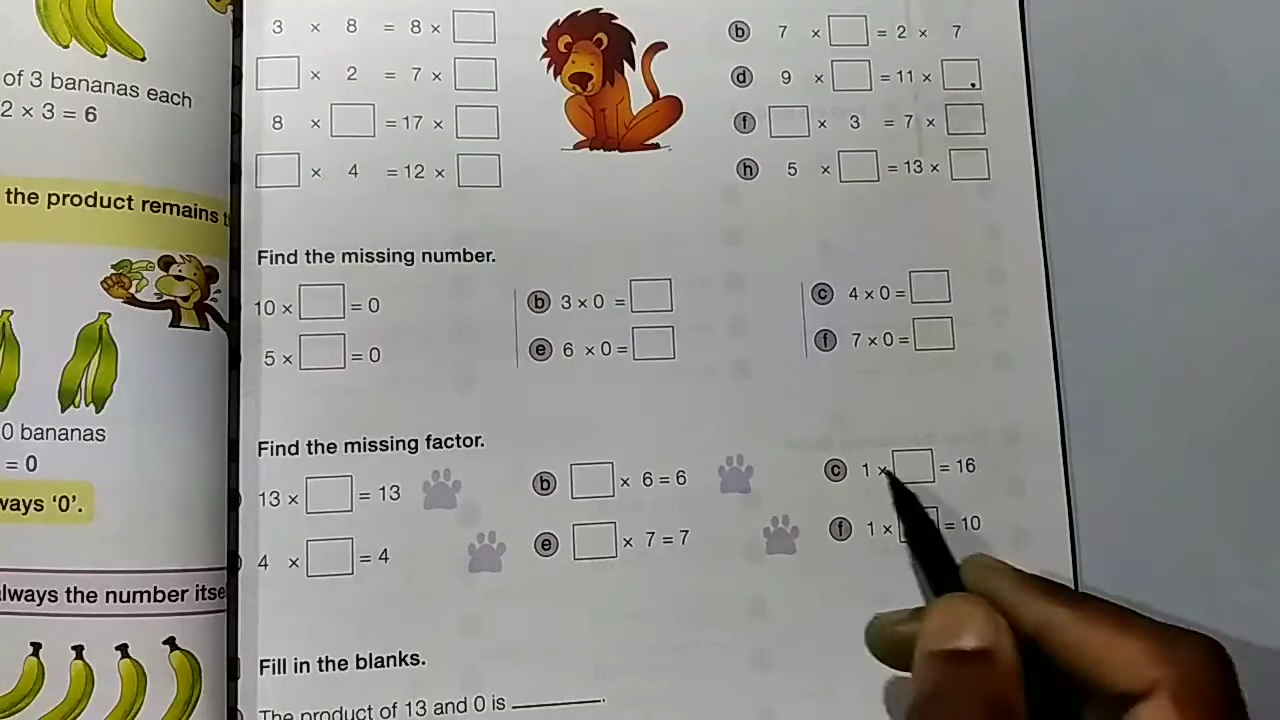 of 3 bananas each
2 × 3 = 6
the product remains
0 bananas
= 0
ways ‘0’.
always the number itse
3 × 8 = 8 ×
b 7 × = 2 × 7
× 2 = 7 ×
d 9 × = 11 ×
8 × = 17 ×
f × 3 = 7 ×
× 4 = 12 ×
h 5 × = 13 ×
Find the missing number.
10 × = 0
b 3 × 0 =
c 4 × 0 =
5 × = 0
e 6 × 0 =
f 7 × 0 =
Find the missing factor.
13 × = 13
b × 6 = 6
c 1 × = 16
4 × = 4
e × 7 = 7
f 1 × = 10
Fill in the blanks.
The product of 13 and 0 is ______.